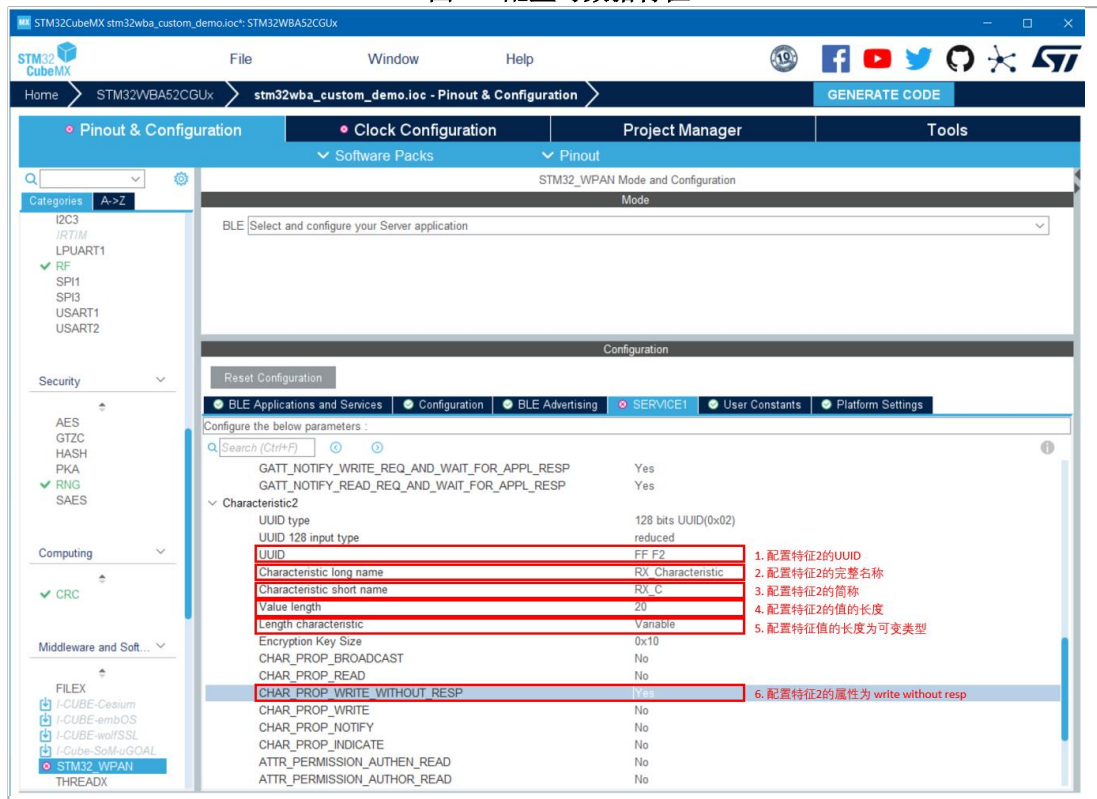 STM32CubeMX stm32wba_custom_demo.ioc*: STM32WBA52CGUx
STM32 CubeMX
File Window Help
Home STM32WBA52CGUx stm32wba_custom_demo.ioc - Pinout & Configuration GENERATE CODE
Pinout & Configuration Clock Configuration Project Manager Tools
Software Packs Pinout
STM32_WPAN Mode and Configuration
Categories A->Z
Mode
I2C3
IRTIM
LPUART1
RF
SPI1
SPI3
USART1
USART2
Security
AES
GTZC
HASH
PKA
RNG
SAES
Computing
CRC
Middleware and Soft...
FILEX
I-CUBE-Cesium
I-CUBE-embOS
I-CUBE-wolfSSL
I-Cube-SoM-uGOAL
STM32_WPAN
THREADX
BLE Select and configure your Server application
Configuration
Reset Configuration
BLE Applications and Services Configuration BLE Advertising SERVICE1 User Constants Platform Settings
Configure the below parameters :
Search (Ctrl+F)
GATT_NOTIFY_WRITE_REQ_AND_WAIT_FOR_APPL_RESP Yes
GATT_NOTIFY_READ_REQ_AND_WAIT_FOR_APPL_RESP Yes
Characteristic2
UUID type 128 bits UUID(0x02)
UUID 128 input type reduced
UUID FF F2 1. 配置特征2的UUID
Characteristic long name RX_Characteristic 2. 配置特征2的完整名称
Characteristic short name RX_C 3. 配置特征2的简称
Value length 20 4. 配置特征2的值的长度
Length characteristic Variable 5. 配置特征值的长度为可变类型
Encryption Key Size 0x10
CHAR_PROP_BROADCAST No
CHAR_PROP_READ No
CHAR_PROP_WRITE_WITHOUT_RESP Yes 6. 配置特征2的属性为 write without resp
CHAR_PROP_WRITE No
CHAR_PROP_NOTIFY No
CHAR_PROP_INDICATE No
ATTR_PERMISSION_AUTHEN_READ No
ATTR_PERMISSION_AUTHOR_READ No